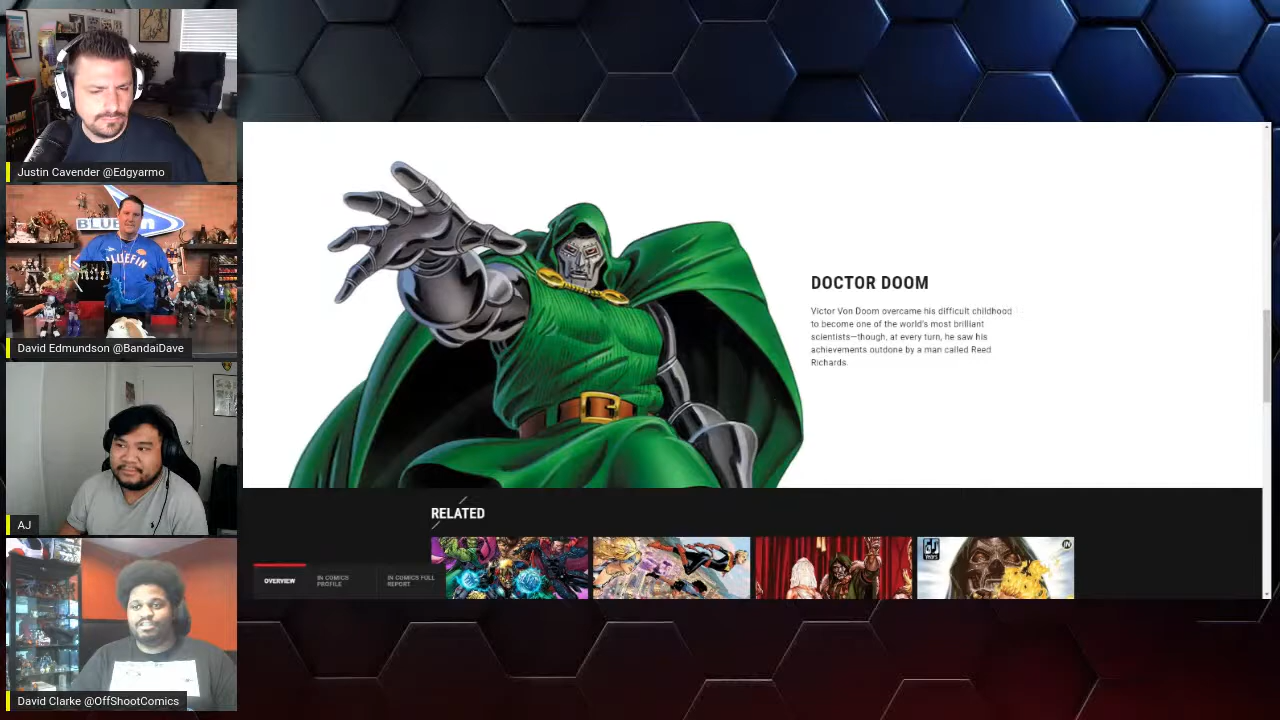 Justin Cavender @Edgyarmo
BLUEFIN
David Edmundson @BandaiDave
AJ
David Clarke @OffShootComics
DOCTOR DOOM
Victor Von Doom overcame his difficult childhood
to become one of the world's most brilliant
scientists—though, at every turn, he saw his
achievements outdone by a man called Reed
Richards.
RELATED
OVERVIEW
IN COMICS
PROFILE
IN COMICS FULL
REPORT